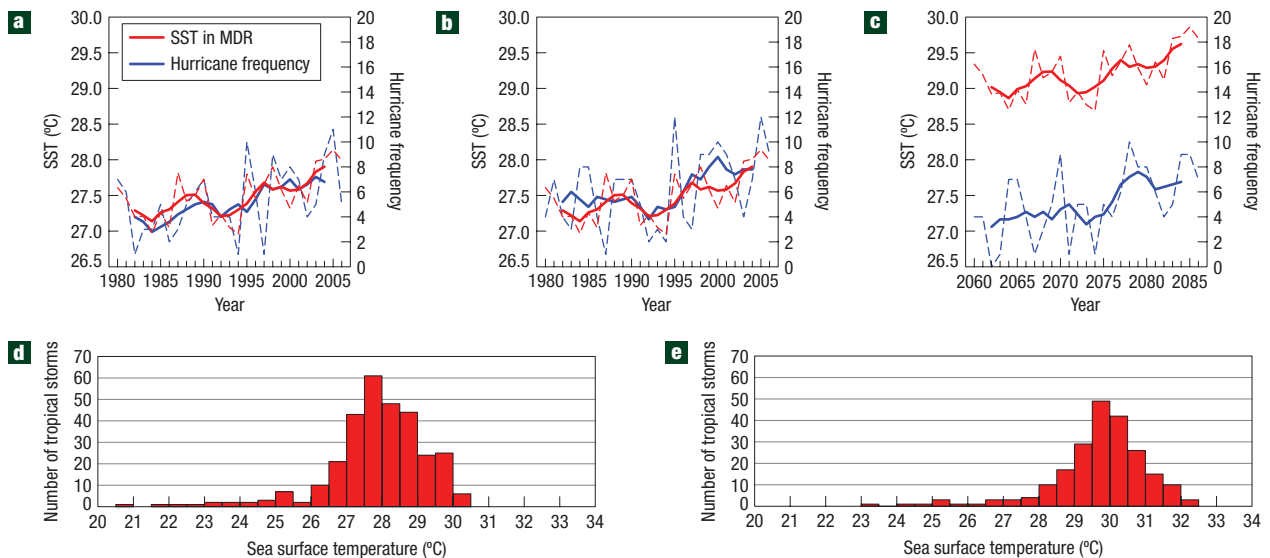 a
30.0
29.5
29.0
28.5
28.0
27.5
27.0
26.5
SST (ºC)
SST in MDR
Hurricane frequency
20
18
16
14
12
10
8
6
4
2
0
Hurricane frequency
1980 1985 1990 1995 2000 2005
Year
b
30.0
29.5
29.0
28.5
28.0
27.5
27.0
26.5
SST (ºC)
20
18
16
14
12
10
8
6
4
2
0
Hurricane frequency
1980 1985 1990 1995 2000 2005
Year
c
30.0
29.5
29.0
28.5
28.0
27.5
27.0
26.5
SST (ºC)
20
18
16
14
12
10
8
6
4
2
0
Hurricane frequency
2060 2065 2070 2075 2080 2085
Year
d
Number of tropical storms
70
60
50
40
30
20
10
0
20 21 22 23 24 25 26 27 28 29 30 31 32 33 34
Sea surface temperature (ºC)
e
Number of tropical storms
70
60
50
40
30
20
10
0
20 21 22 23 24 25 26 27 28 29 30 31 32 33 34
Sea surface temperature (ºC)